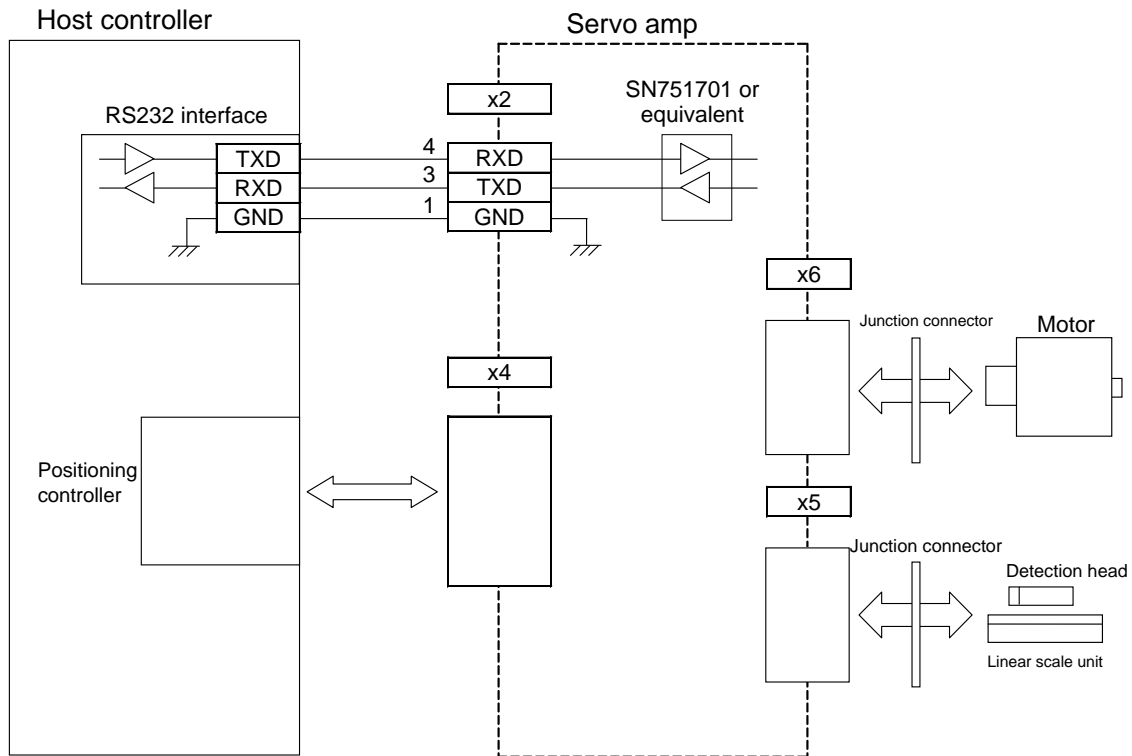 Host controller
Servo amp
x2
SN751701 or
equivalent
RS232 interface
TXD
4
RXD
RXD
3
TXD
GND
1
GND
x6
Junction connector
Motor
x4
Positioning
controller
x5
Junction connector
Detection head
Linear scale unit